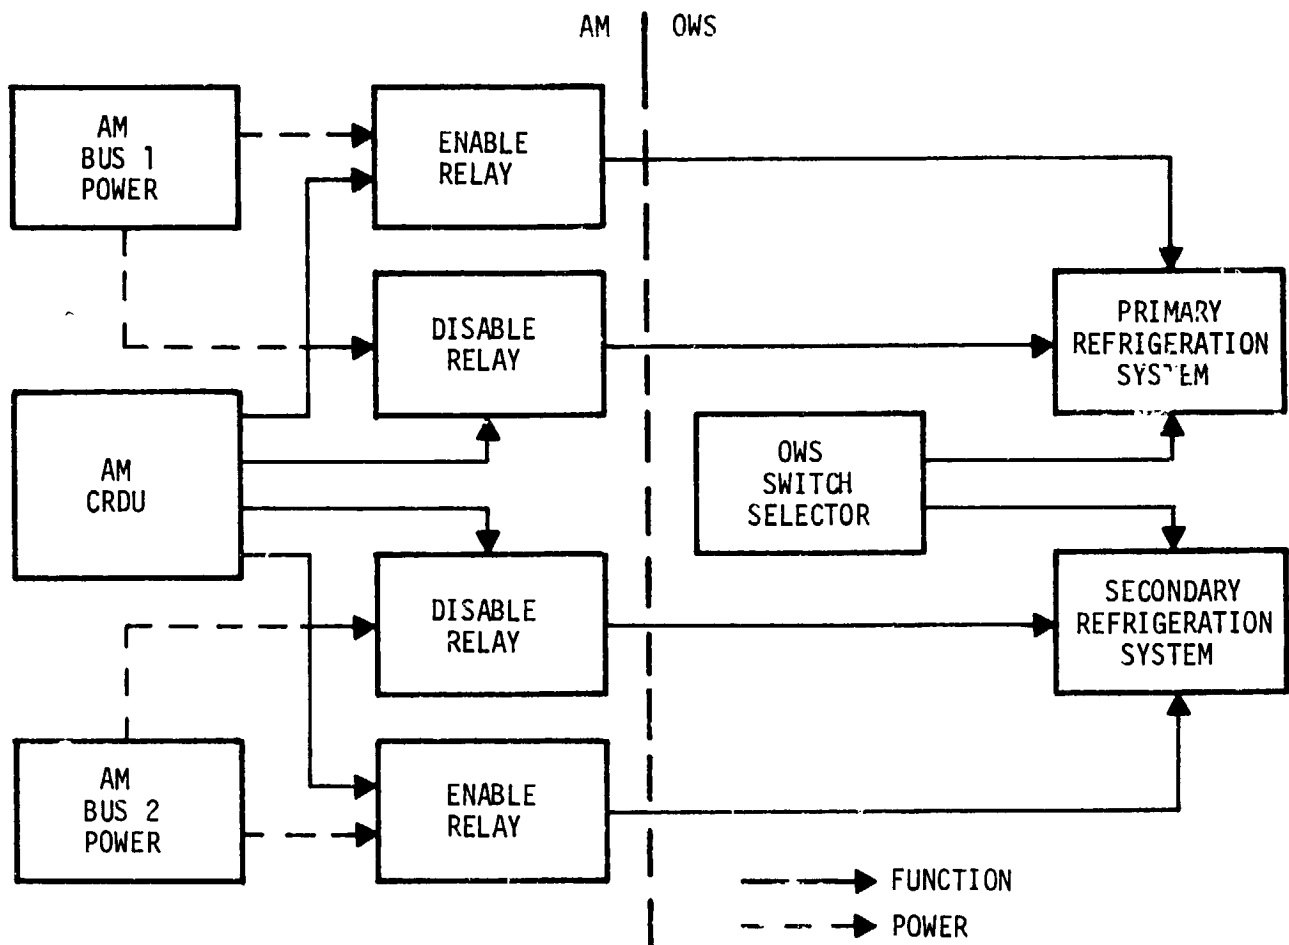 AM
OWS
AM
BUS 1
POWER
ENABLE
RELAY
DISABLE
RELAY
PRIMARY
REFRIGERATION
SYSTEM
AM
CRDU
OWS
SWITCH
SELECTOR
DISABLE
RELAY
SECONDARY
REFRIGERATION
SYSTEM
AM
BUS 2
POWER
ENABLE
RELAY
FUNCTION
POWER